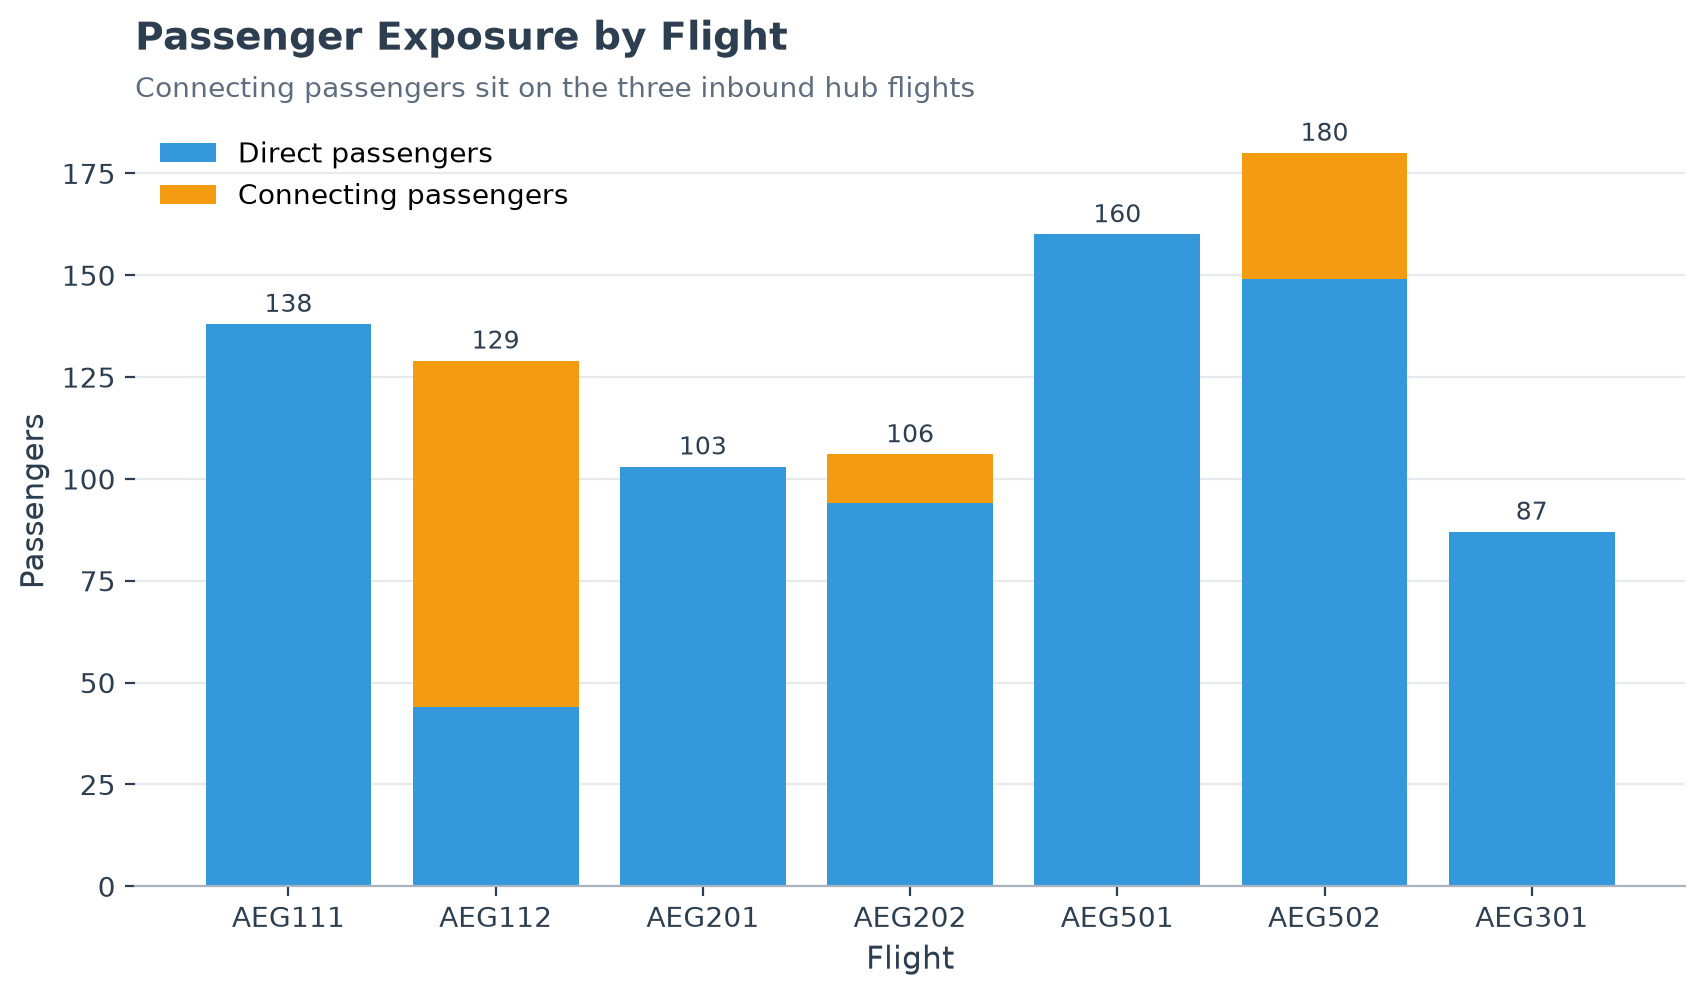 Passenger Exposure by Flight
Connecting passengers sit on the three inbound hub flights
Direct passengers
Connecting passengers
180
175
160
150
138
129
125
106
103
100
87
75
50
25
0
Passengers
AEG111 AEG112 AEG201 AEG202 AEG501 AEG502 AEG301
Flight